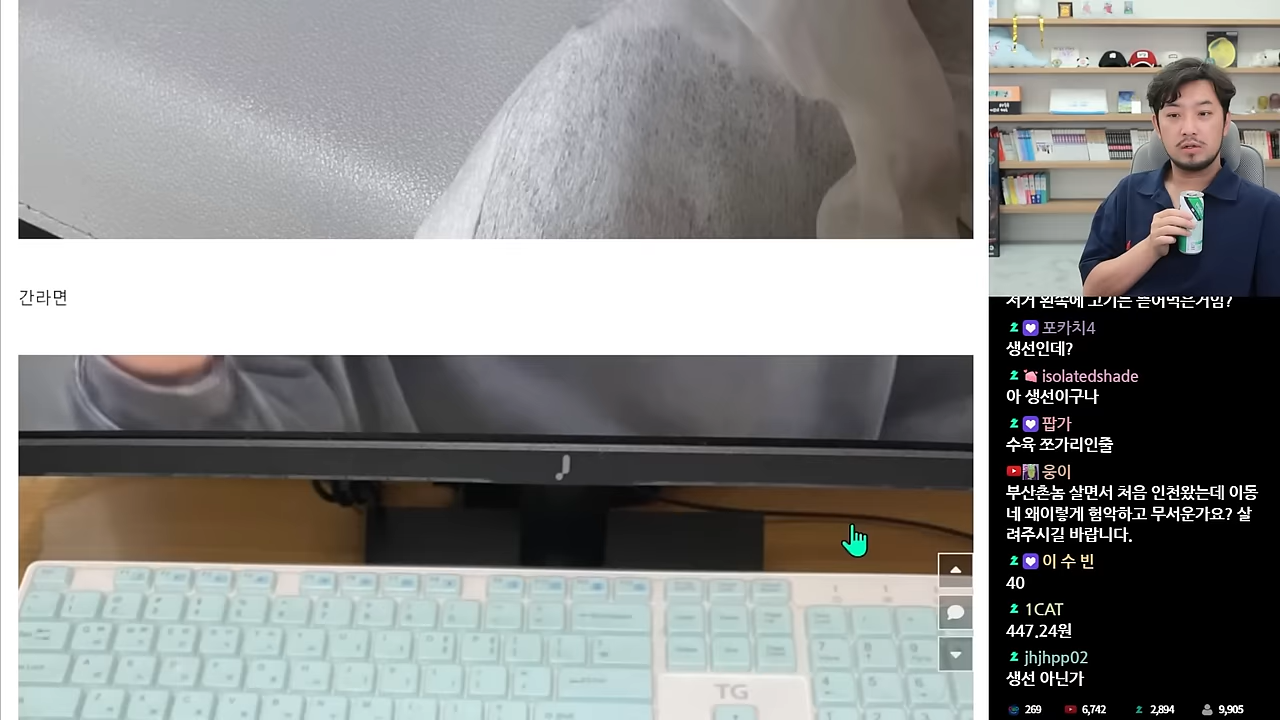 간라면
TG
포카치4
생선인데?
isolatedshade
아 생선이구나
팝가
수육 쪼가리인줄
웅이
부산촌놈 살면서 처음 인천왔는데 이동
네 왜이렇게 험악하고 무서운가요? 살
려주시길 바랍니다.
이 수 빈
40
1CAT
447.24원
jhjhpp02
생선 아닌가
269 6,742 2,894 9,905